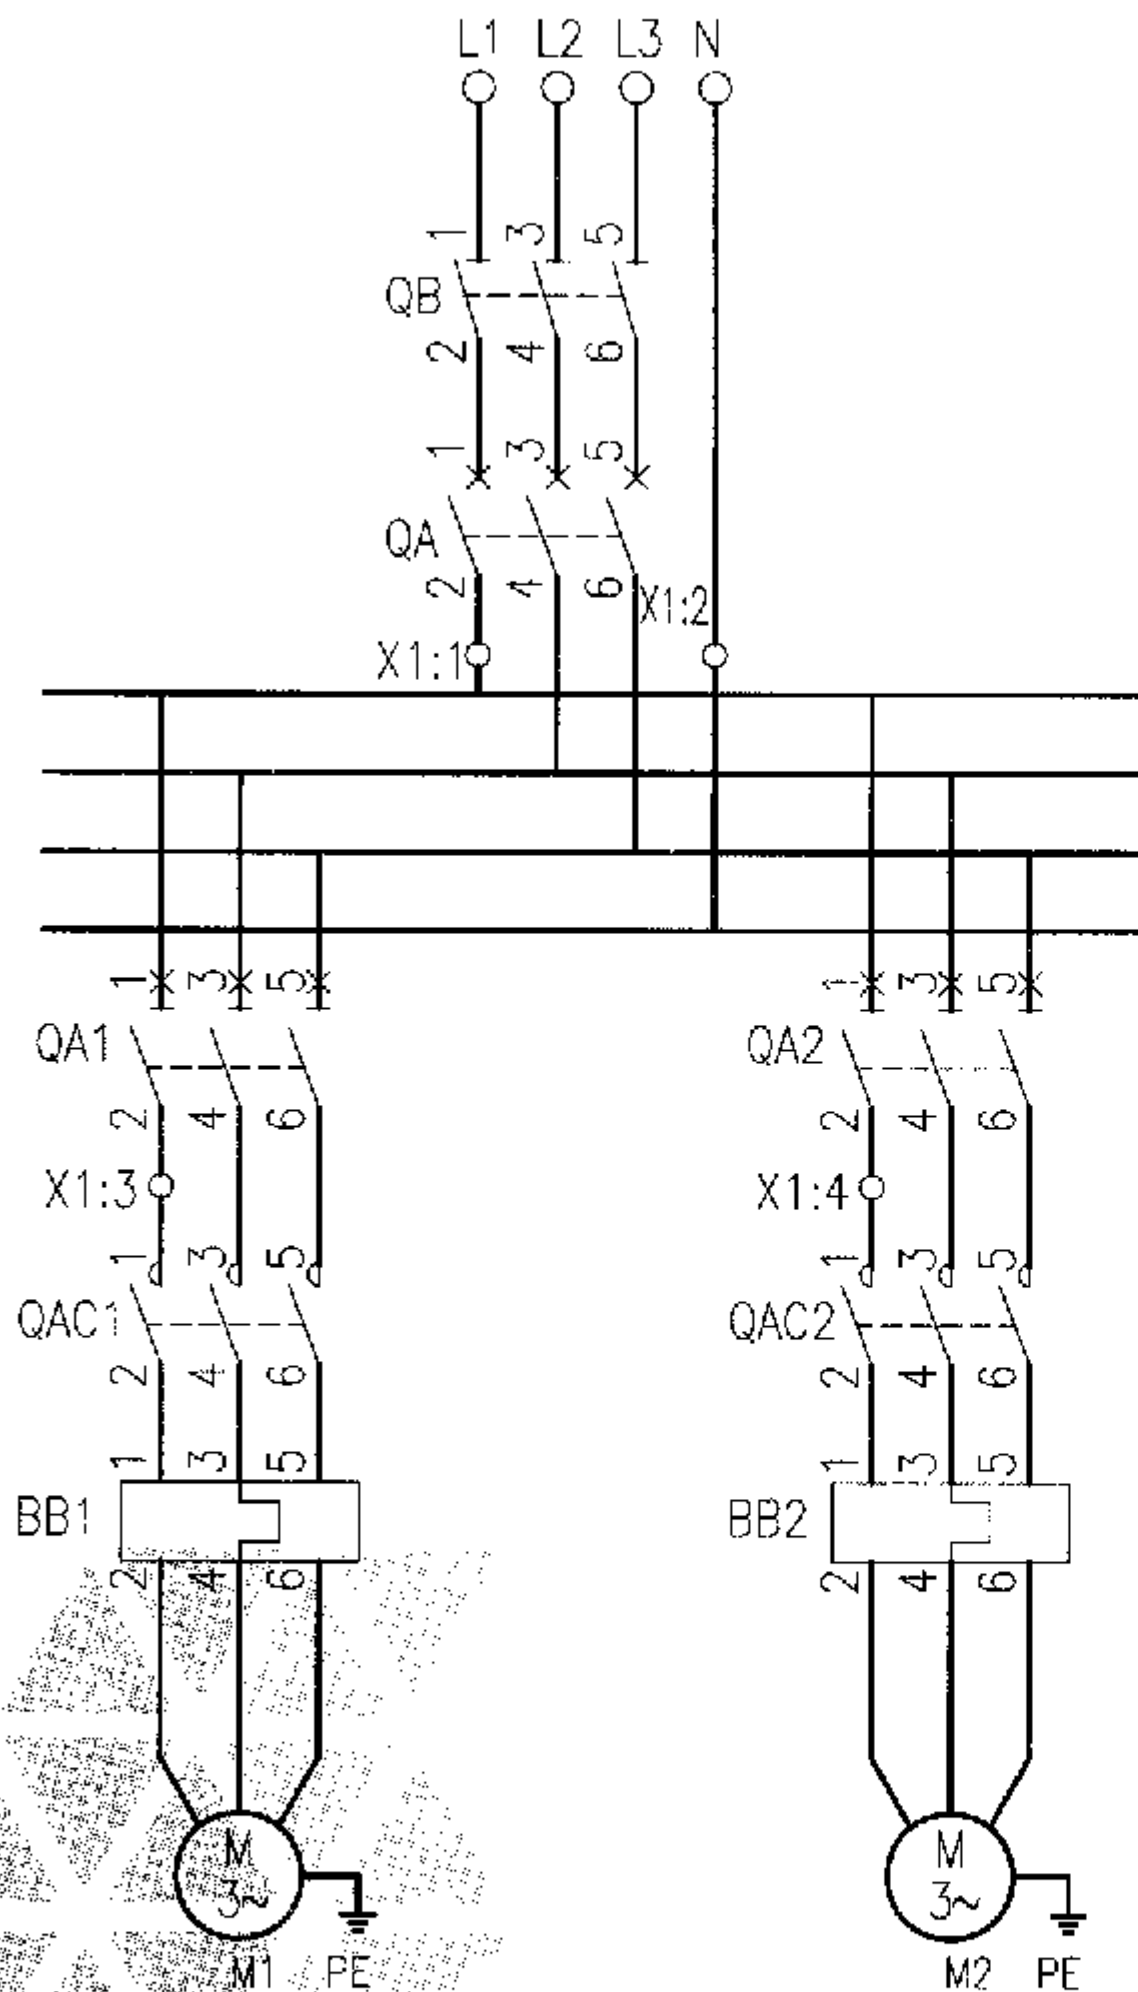 L1 L2 L3 N
1 3 5
QB
2 4 6
1 3 5
QA
2 4 6 X1:2
X1:1
1 3 5 1 3 5
QA1 QA2
2 4 6 2 4 6
X1:3 X1:4
1 3 5 1 3 5
QAC1 QAC2
2 4 6 2 4 6
1 3 5 1 3 5
BB1 BB2
2 4 6 2 4 6
M M
3~ 3~
M1 PE M2 PE